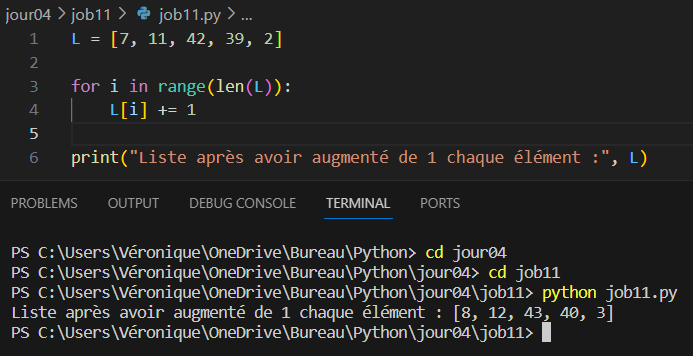 jour04 > job11 > job11.py > ...
1 L = [7, 11, 42, 39, 2]
2
3 for i in range(len(L)):
4     L[i] += 1
5
6 print("Liste après avoir augmenté de 1 chaque élément :", L)
PROBLEMS OUTPUT DEBUG CONSOLE TERMINAL PORTS
PS C:\Users\Véronique\OneDrive\Bureau\Python> cd jour04
PS C:\Users\Véronique\OneDrive\Bureau\Python\jour04> cd job11
PS C:\Users\Véronique\OneDrive\Bureau\Python\jour04\job11> python job11.py
Liste après avoir augmenté de 1 chaque élément : [8, 12, 43, 40, 3]
PS C:\Users\Véronique\OneDrive\Bureau\Python\jour04\job11>